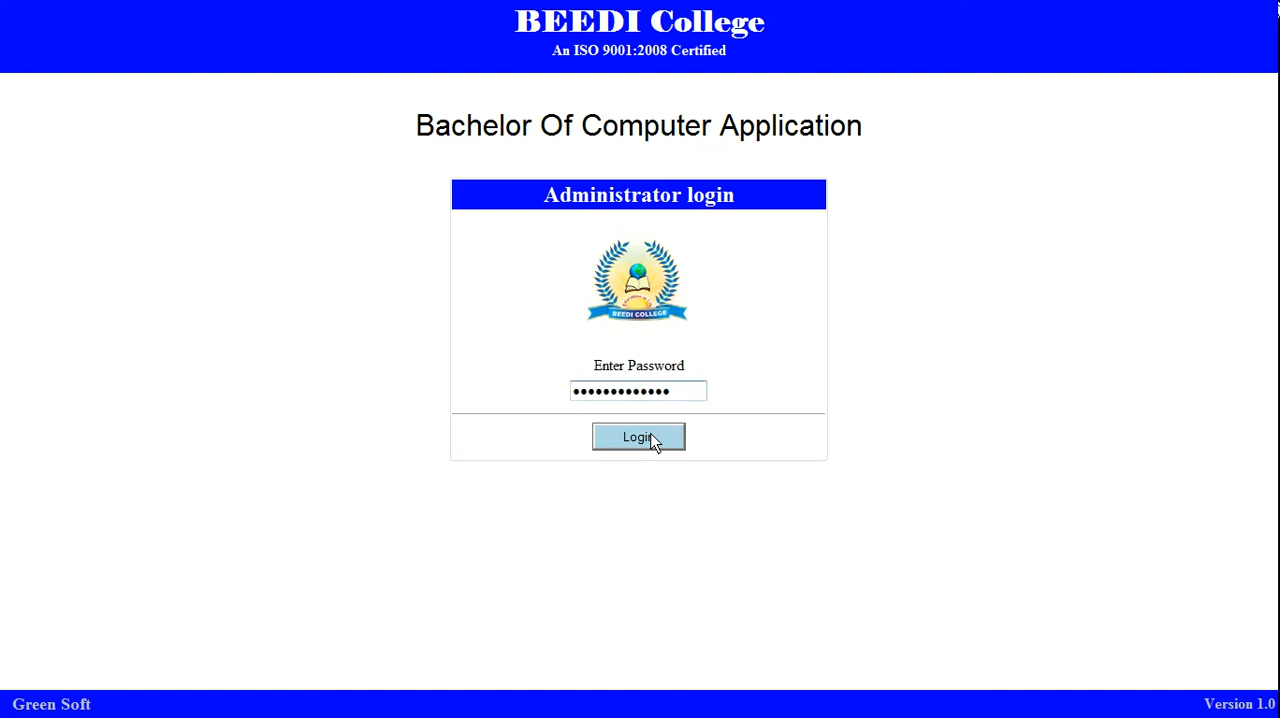 BEEDI College
An ISO 9001:2008 Certified
Bachelor Of Computer Application
Administrator login
BEEDI COLLEGE
Enter Password
•••••••••••••
Login
Green Soft
Version 1.0